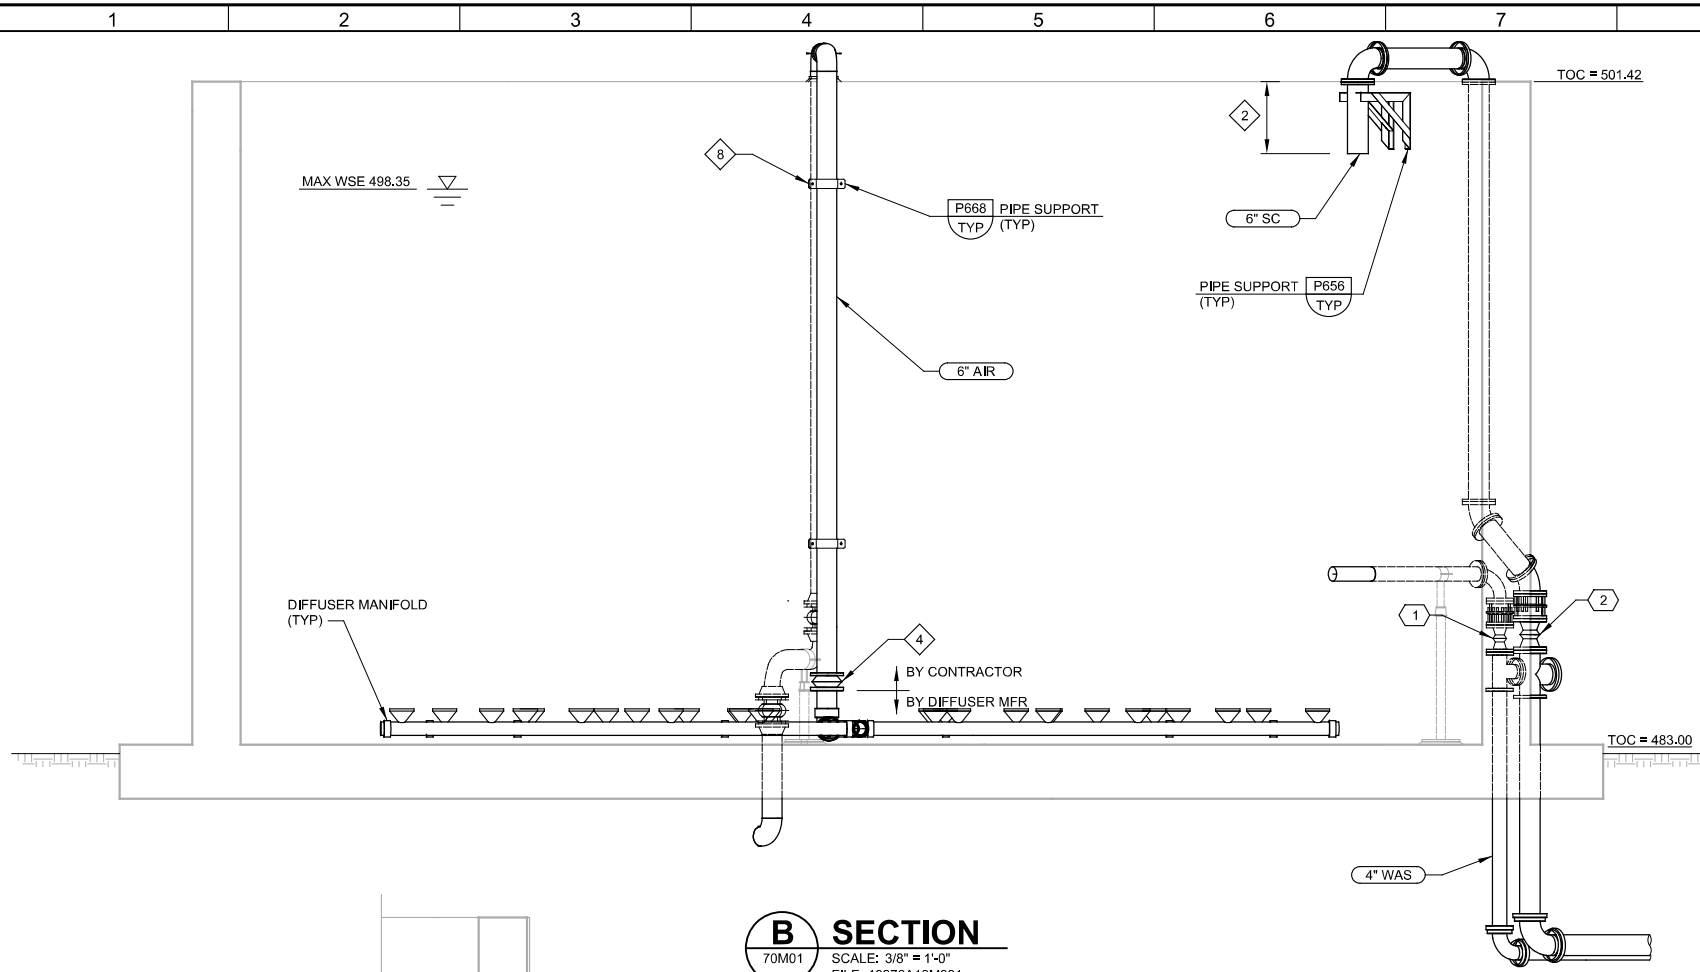 1 2 3 4 5 6 7
TOC = 501.42
2
8
MAX WSE 498.35
P668 PIPE SUPPORT
TYP (TYP)
6" SC
PIPE SUPPORT P656
(TYP) TYP
6" AIR
DIFFUSER MANIFOLD
(TYP)
1
2
4
BY CONTRACTOR
BY DIFFUSER MFR
TOC = 483.00
4" WAS
B SECTION
70M01 SCALE: 3/8" = 1'-0"